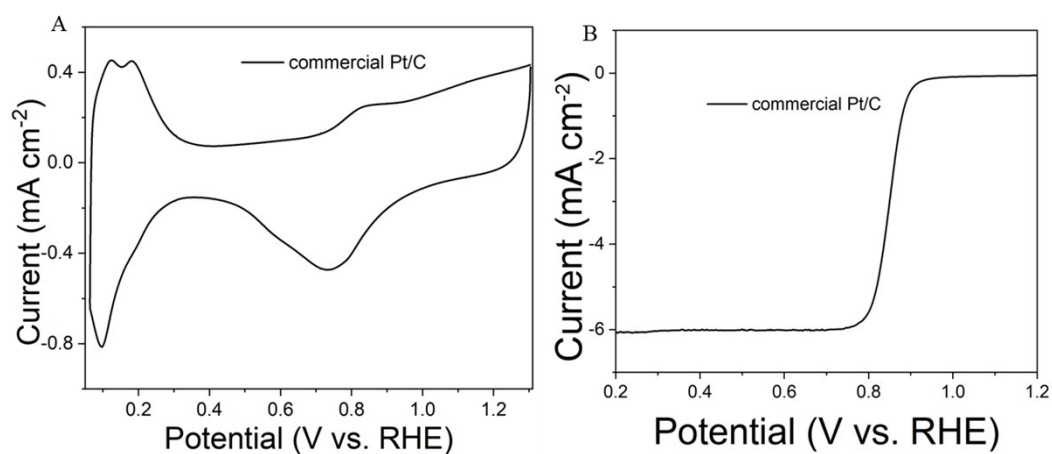 A
commercial Pt/C
0.4
0.0
-0.4
-0.8
Current (mA cm-2)
0.2 0.4 0.6 0.8 1.0 1.2
Potential (V vs. RHE)
B
commercial Pt/C
0
-2
-4
-6
Current (mA cm-2)
0.2 0.4 0.6 0.8 1.0 1.2
Potential (V vs. RHE)